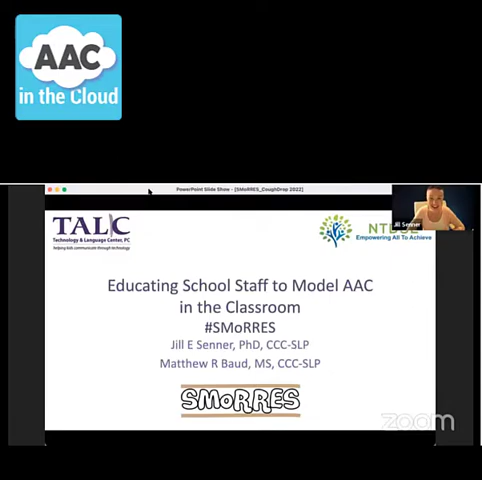 AAC
in the Cloud
PowerPoint Slide Show - [SMoRRES_CoughDrop 2022]
Jill Senner
TALC
Technology & Language Center, PC
helping kids communicate through technology
Empowering All To Achieve
Educating School Staff to Model AAC
in the Classroom
#SMoRRES
Jill E Senner, PhD, CCC-SLP
Matthew R Baud, MS, CCC-SLP
SMoRRES
zoom